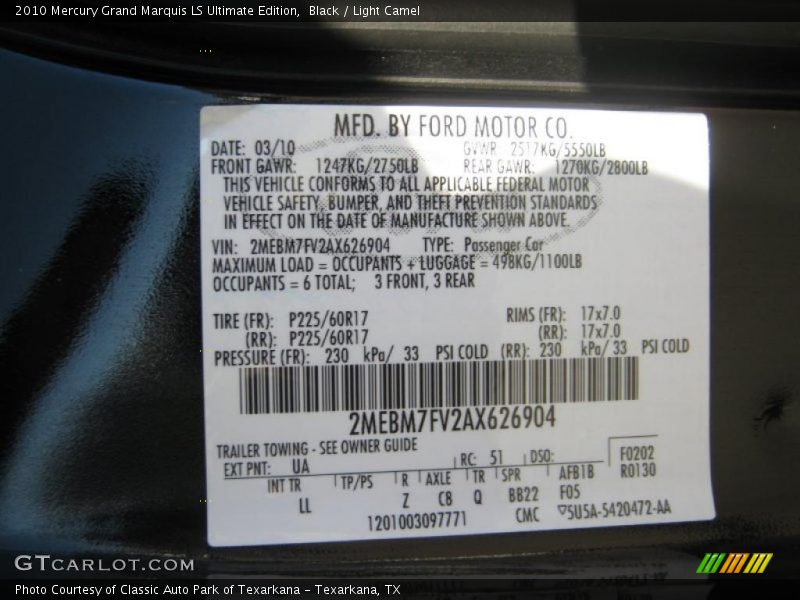 2010 Mercury Grand Marquis LS Ultimate Edition,  Black / Light Camel
MFD. BY FORD MOTOR CO.
DATE: 03/10 GVWR: 2517KG/5550LB
FRONT GAWR: 1247KG/2750LB REAR GAWR: 1270KG/2800LB
THIS VEHICLE CONFORMS TO ALL APPLICABLE FEDERAL MOTOR
VEHICLE SAFETY, BUMPER, AND THEFT PREVENTION STANDARDS
IN EFFECT ON THE DATE OF MANUFACTURE SHOWN ABOVE.
VIN: 2MEBM7FV2AX626904 TYPE: Passenger Car
MAXIMUM LOAD = OCCUPANTS + LUGGAGE = 498KG/1100LB
OCCUPANTS = 6 TOTAL; 3 FRONT, 3 REAR
TIRE (FR): P225/60R17 RIMS (FR): 17x7.0
(RR): P225/60R17 (RR): 17x7.0
PRESSURE (FR): 230 kPa/ 33 PSI COLD (RR): 230 kPa/ 33 PSI COLD
2MEBM7FV2AX626904
TRAILER TOWING - SEE OWNER GUIDE
EXT PNT: UA RC: 51 DSO: F0202
INT TR TP/PS R AXLE TR SPR AFB1B R0130
LL Z C8 Q BB22 F05
1201003097771 CMC ▽5U5A-5420472-AA
GTCARLOT.COM
Photo Courtesy of Classic Auto Park of Texarkana – Texarkana, TX